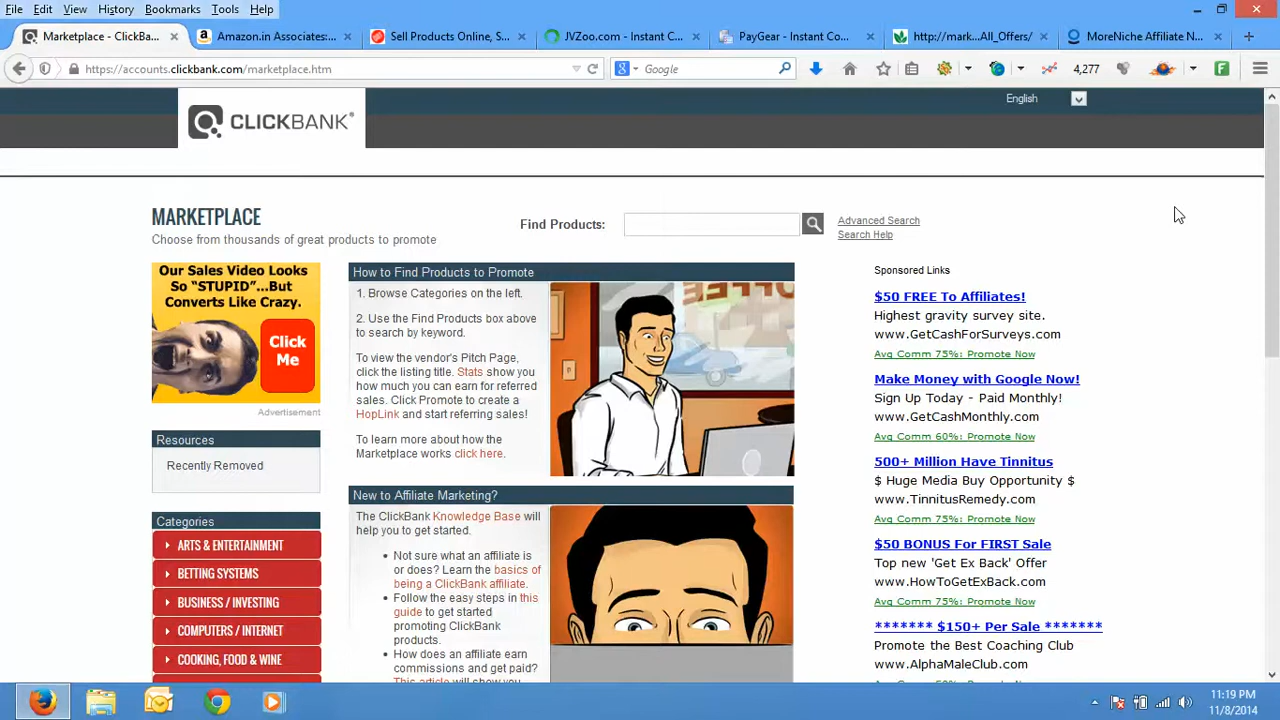 File Edit View History Bookmarks Tools Help
Marketplace - ClickBa... Amazon.in Associates: Sell Products Online, S... JVZoo.com - Instant C... PayGear - Instant Co... http://mark...All_Offers/ MoreNiche Affiliate N...
https://accounts.clickbank.com/marketplace.htm
Google
4,277
English
CLICKBANK®
MARKETPLACE
Choose from thousands of great products to promote
Find Products:
Advanced Search
Search Help
Our Sales Video Looks
So "STUPID"...But
Converts Like Crazy.
Click
Me
Advertisement
Resources
Recently Removed
Categories
ARTS & ENTERTAINMENT
BETTING SYSTEMS
BUSINESS / INVESTING
COMPUTERS / INTERNET
COOKING, FOOD & WINE
How to Find Products to Promote
1. Browse Categories on the left.
2. Use the Find Products box above
to search by keyword.
To view the vendor's Pitch Page,
click the listing title. Stats show you
how much you can earn for referred
sales. Click Promote to create a
HopLink and start referring sales!
To learn more about how the
Marketplace works click here.
New to Affiliate Marketing?
The ClickBank Knowledge Base will
help you to get started.
Not sure what an affiliate is
or does? Learn the basics of
being a ClickBank affiliate.
Follow the easy steps in this
guide to get started
promoting ClickBank
products.
How does an affiliate earn
commissions and get paid?
This article will show you
Sponsored Links
$50 FREE To Affiliates!
Highest gravity survey site.
www.GetCashForSurveys.com
Avg Comm 75%: Promote Now
Make Money with Google Now!
Sign Up Today - Paid Monthly!
www.GetCashMonthly.com
Avg Comm 60%: Promote Now
500+ Million Have Tinnitus
$ Huge Media Buy Opportunity $
www.TinnitusRemedy.com
Avg Comm 75%: Promote Now
$50 BONUS For FIRST Sale
Top new 'Get Ex Back' Offer
www.HowToGetExBack.com
Avg Comm 75%: Promote Now
******* $150+ Per Sale *******
Promote the Best Coaching Club
www.AlphaMaleClub.com
11:19 PM
11/8/2014